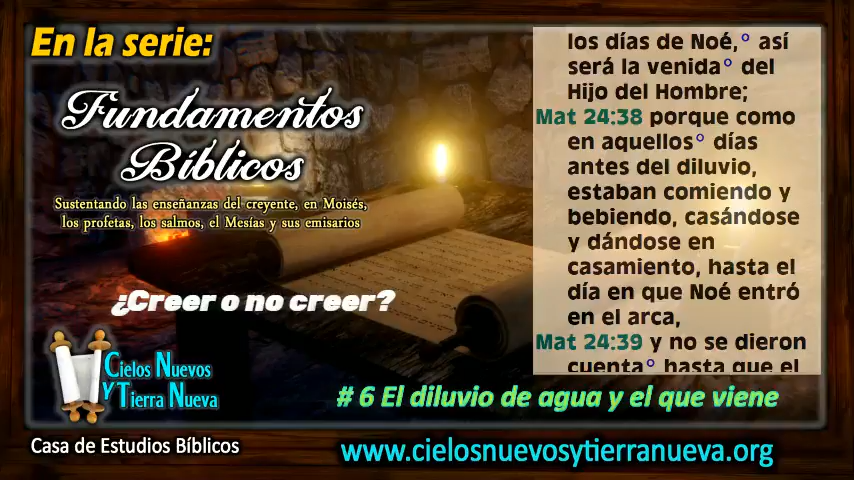 En la serie:
Fundamentos
Bíblicos
Sustentando las enseñanzas del creyente, en Moisés,
los profetas, los salmos, el Mesías y sus emisarios
¿Creer o no creer?
Cielos Nuevos
Y Tierra Nueva
Casa de Estudios Bíblicos
los días de Noé,° así
será la venida° del
Hijo del Hombre;
Mat 24:38 porque como
en aquellos° días
antes del diluvio,
estaban comiendo y
bebiendo, casándose
y dándose en
casamiento, hasta el
día en que Noé entró
en el arca,
Mat 24:39 y no se dieron
cuenta° hasta que el
# 6 El diluvio de agua y el que viene
www.cielosnuevosytierranueva.org